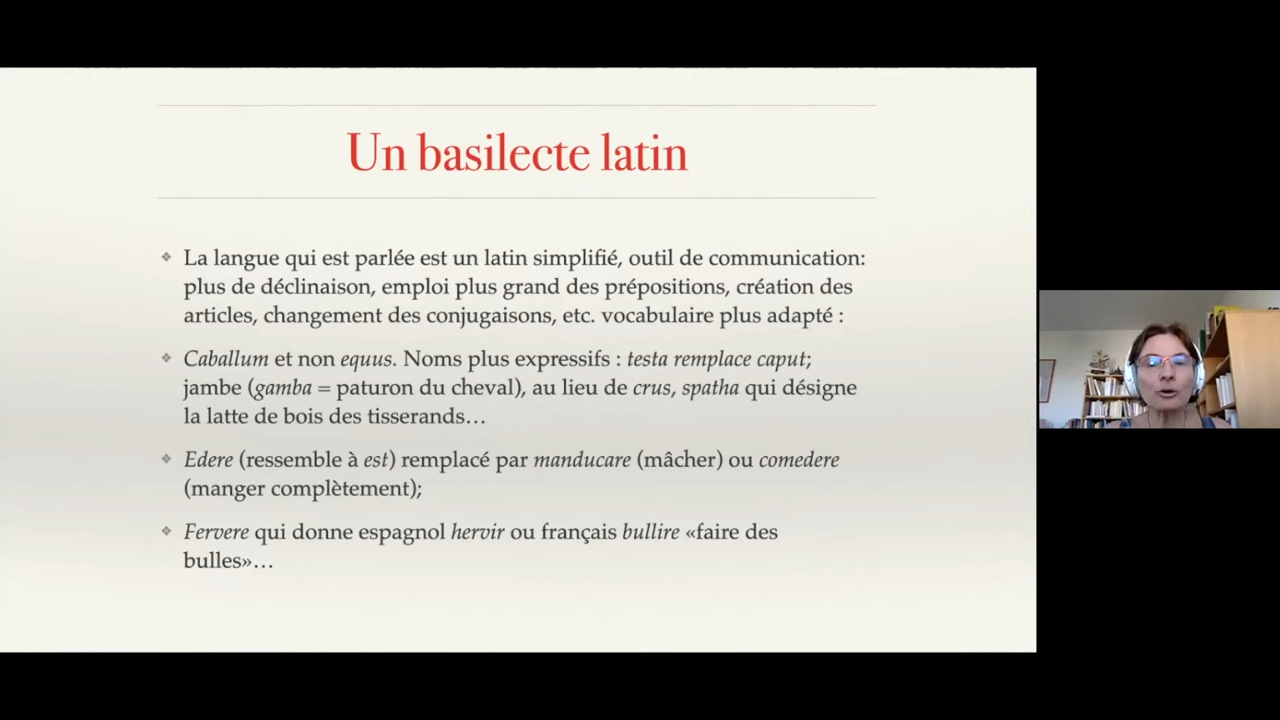 Un basilecte latin
❖ La langue qui est parlée est un latin simplifié, outil de communication:
plus de déclinaison, emploi plus grand des prépositions, création des
articles, changement des conjugaisons, etc. vocabulaire plus adapté :
❖ Caballum et non equus. Noms plus expressifs : testa remplace caput;
jambe (gamba = paturon du cheval), au lieu de crus, spatha qui désigne
la latte de bois des tisserands…
❖ Edere (ressemble à est) remplacé par manducare (mâcher) ou comedere
(manger complètement);
❖ Fervere qui donne espagnol hervir ou français bullire «faire des
bulles»…